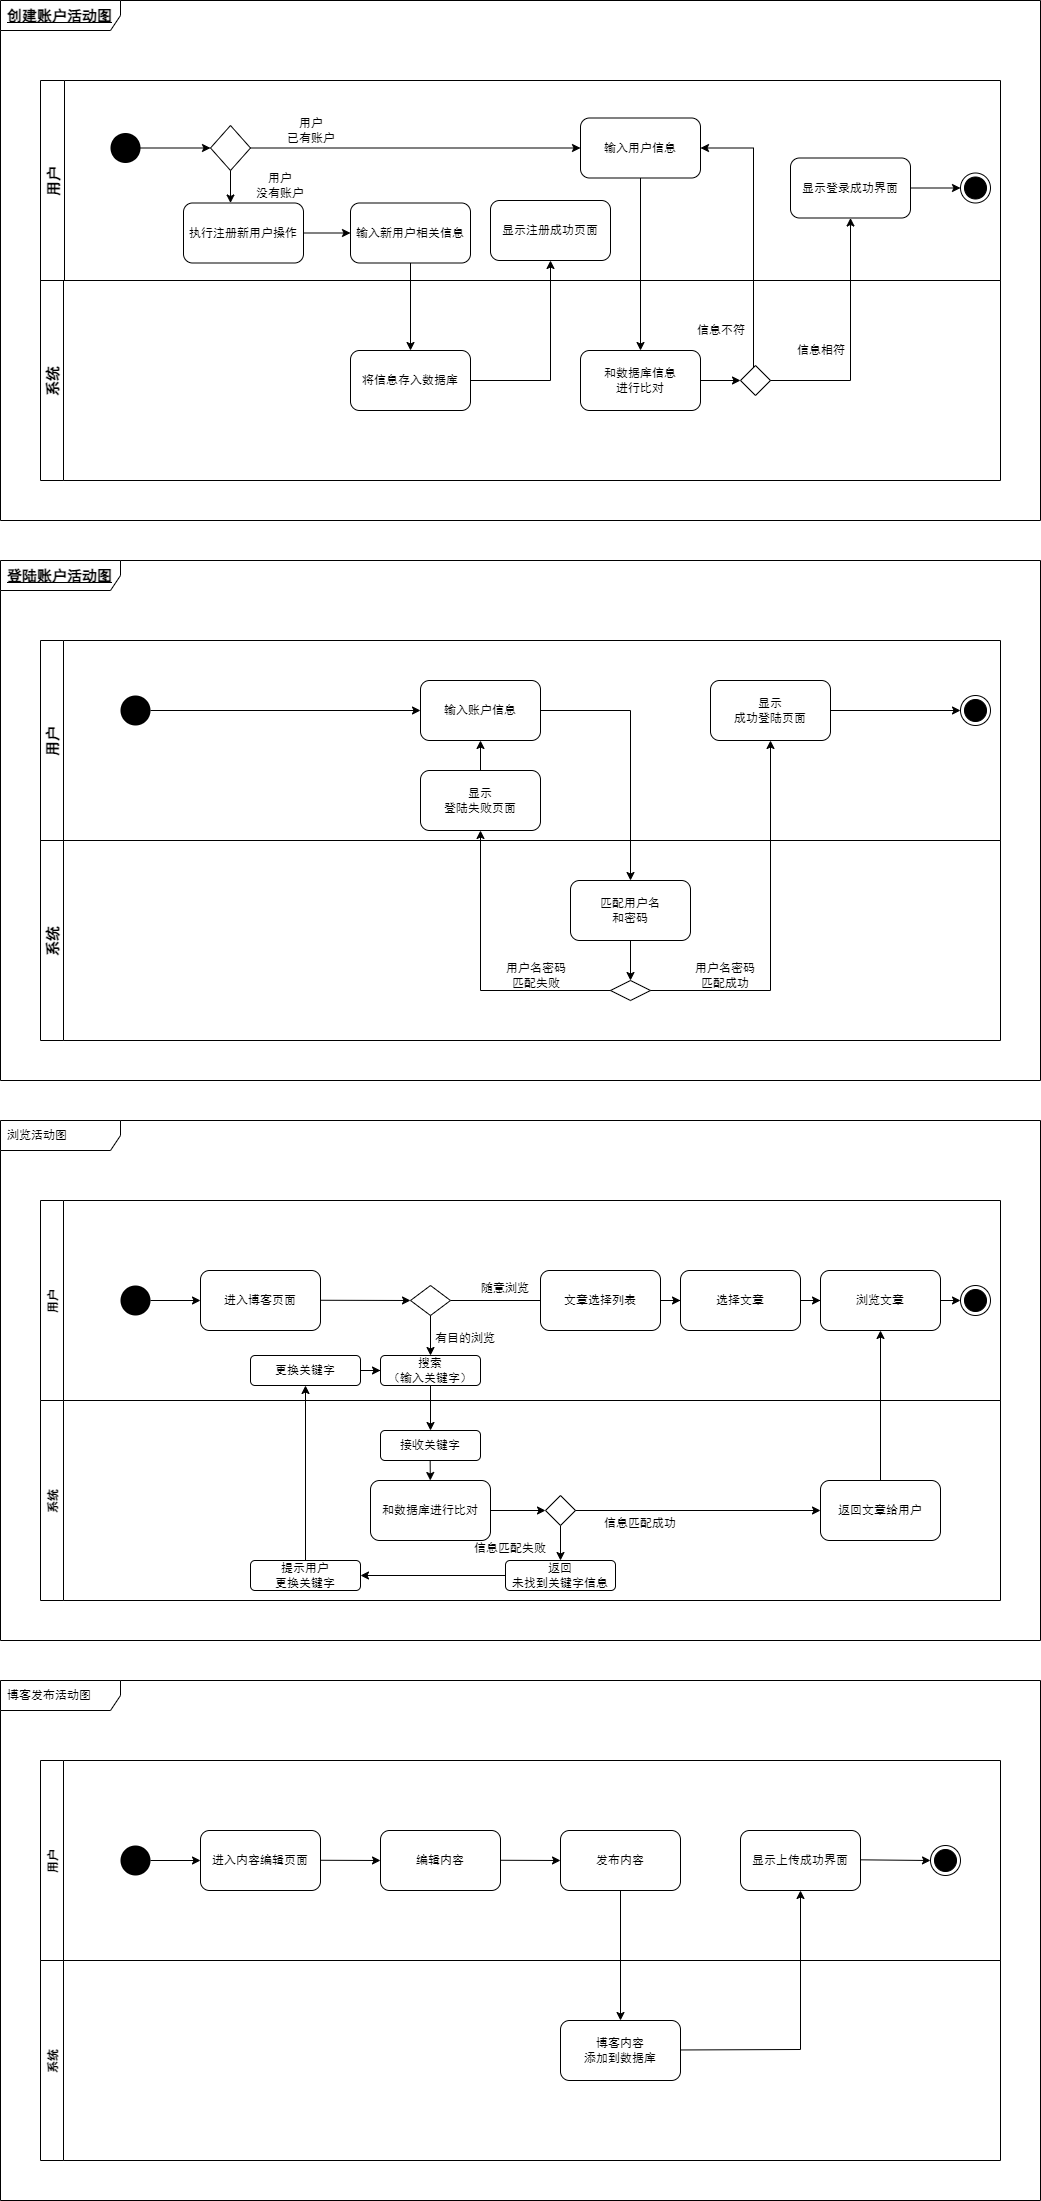 创建账户活动图
用户
用户
已有账户
输入用户信息
显示登录成功界面
用户
没有账户
执行注册新用户操作
输入新用户相关信息
显示注册成功页面
系统
信息不符
信息相符
将信息存入数据库
和数据库信息
进行比对
登陆账户活动图
用户
输入账户信息
显示
成功登陆页面
显示
登陆失败页面
系统
匹配用户名
和密码
用户名密码
匹配失败
用户名密码
匹配成功
浏览活动图
用户
进入博客页面
随意浏览
文章选择列表
选择文章
浏览文章
有目的浏览
更换关键字
搜索
（输入关键字）
系统
接收关键字
和数据库进行比对
信息匹配成功
返回文章给用户
信息匹配失败
提示用户
更换关键字
返回
未找到关键字信息
博客发布活动图
用户
进入内容编辑页面
编辑内容
发布内容
显示上传成功界面
系统
博客内容
添加到数据库